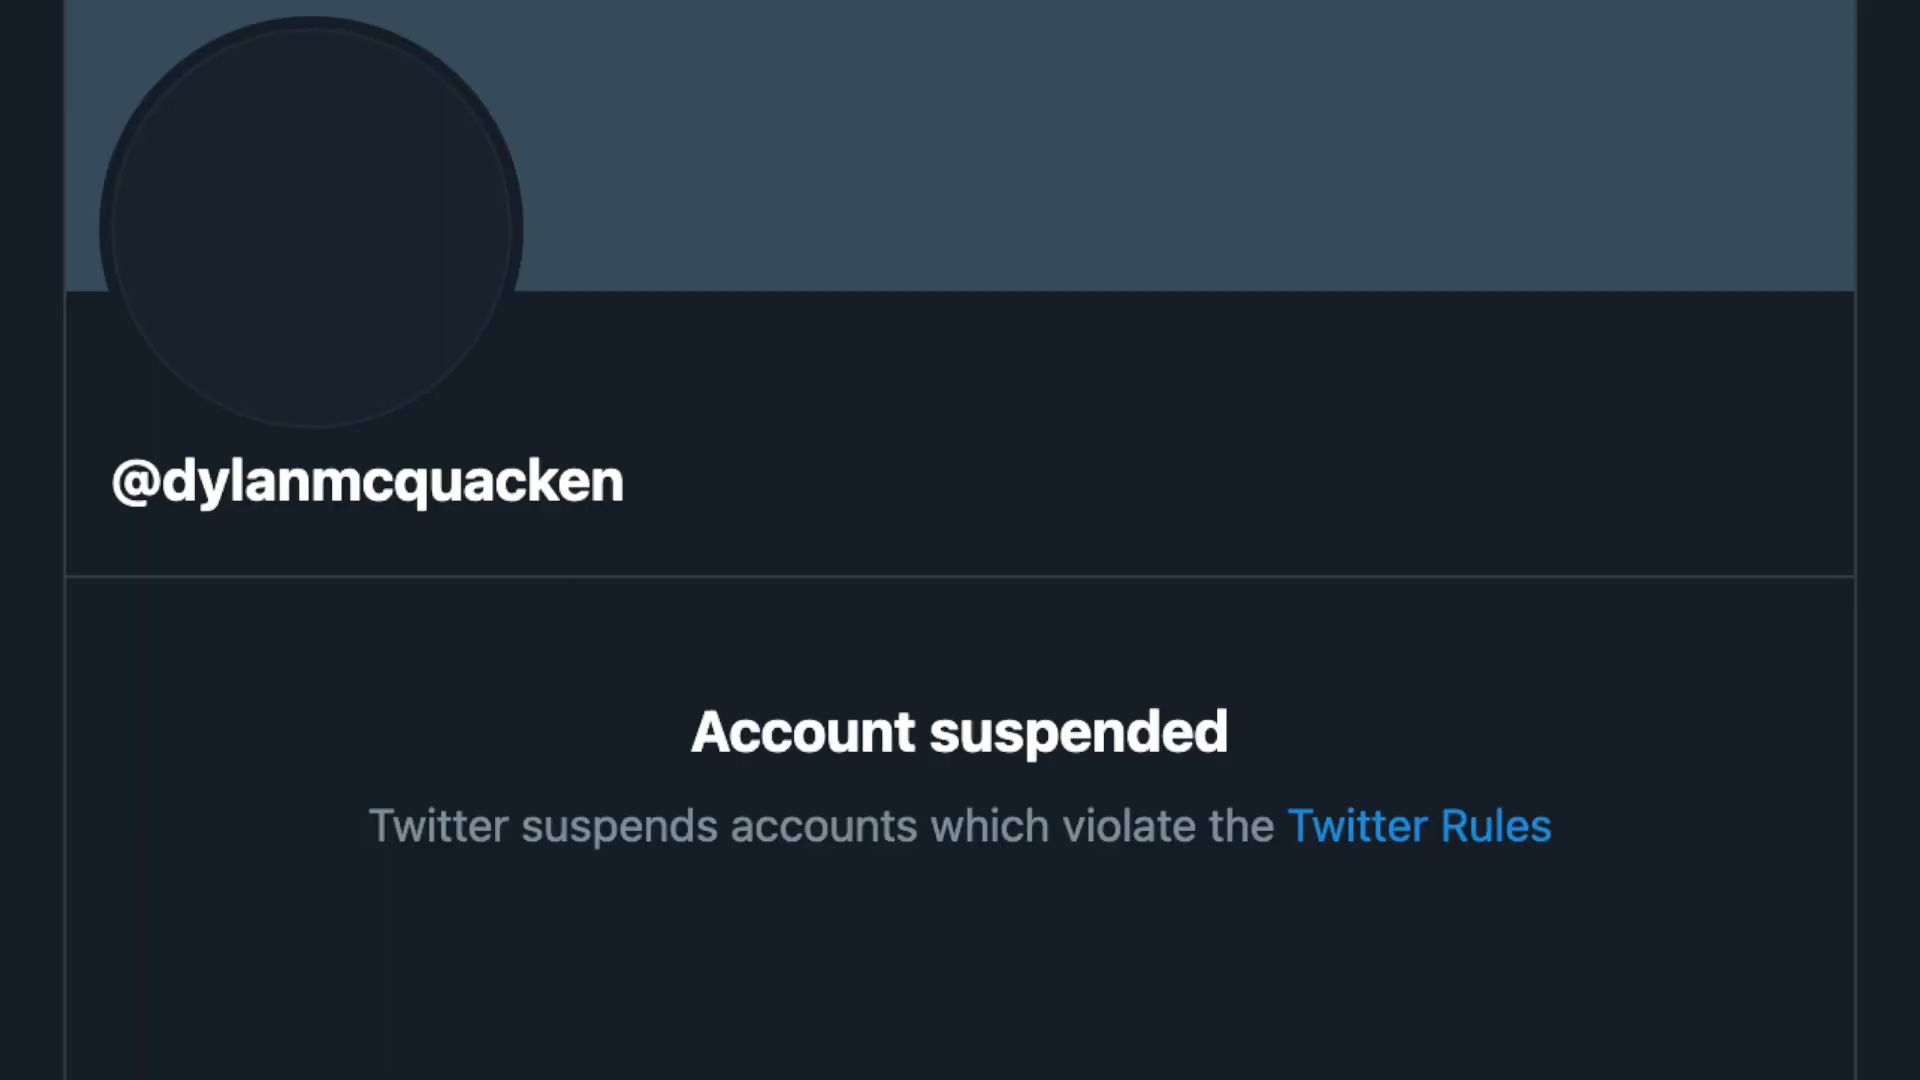 @dylanmcquacken
Account suspended
Twitter suspends accounts which violate the Twitter Rules